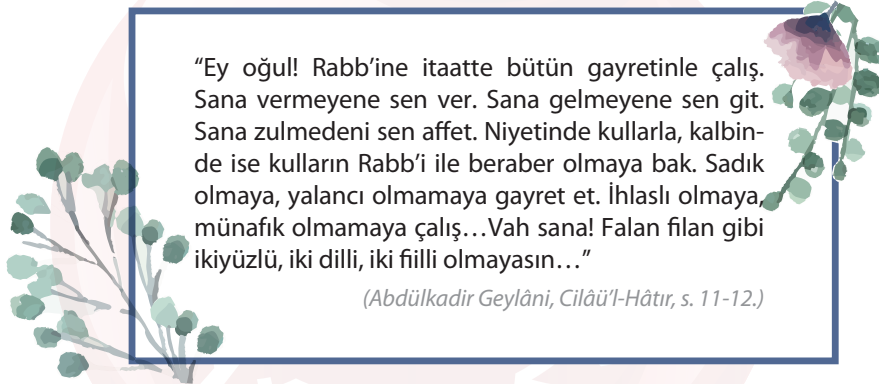 “Ey oğul! Rabb’ine itaatte bütün gayretinle çalış.
Sana vermeyene sen ver. Sana gelmeyene sen git.
Sana zulmedeni sen affet. Niyetinde kullarla, kalbin-
de ise kulların Rabb’i ile beraber olmaya bak. Sadık
olmaya, yalancı olmamaya gayret et. İhlaslı olmaya,
münafık olmamaya çalış…Vah sana! Falan filan gibi
ikiyüzlü, iki dilli, iki fiilli olmayasın…”
(Abdülkadir Geylâni, Cilâü’l-Hâtır, s. 11-12.)